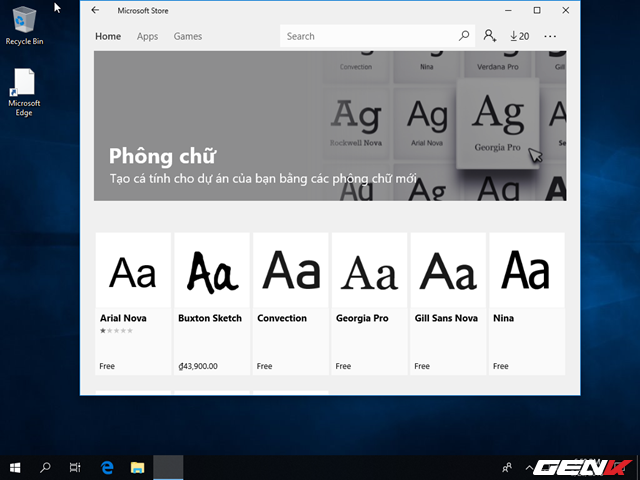 Recycle Bin
Microsoft
Edge
Microsoft Store
Home Apps Games
Search
20
Convection Nina Verdana Pro
Ag Ag Ag
Rockwell Nova Arial Nova Georgia Pro
Phông chữ
Tạo cá tính cho dự án của bạn bằng các phông chữ mới
Aa Aa Aa Aa Aa Aa
Arial Nova Buxton Sketch Convection Georgia Pro Gill Sans Nova Nina
Free ₫43,900.00 Free Free Free Free
GENK